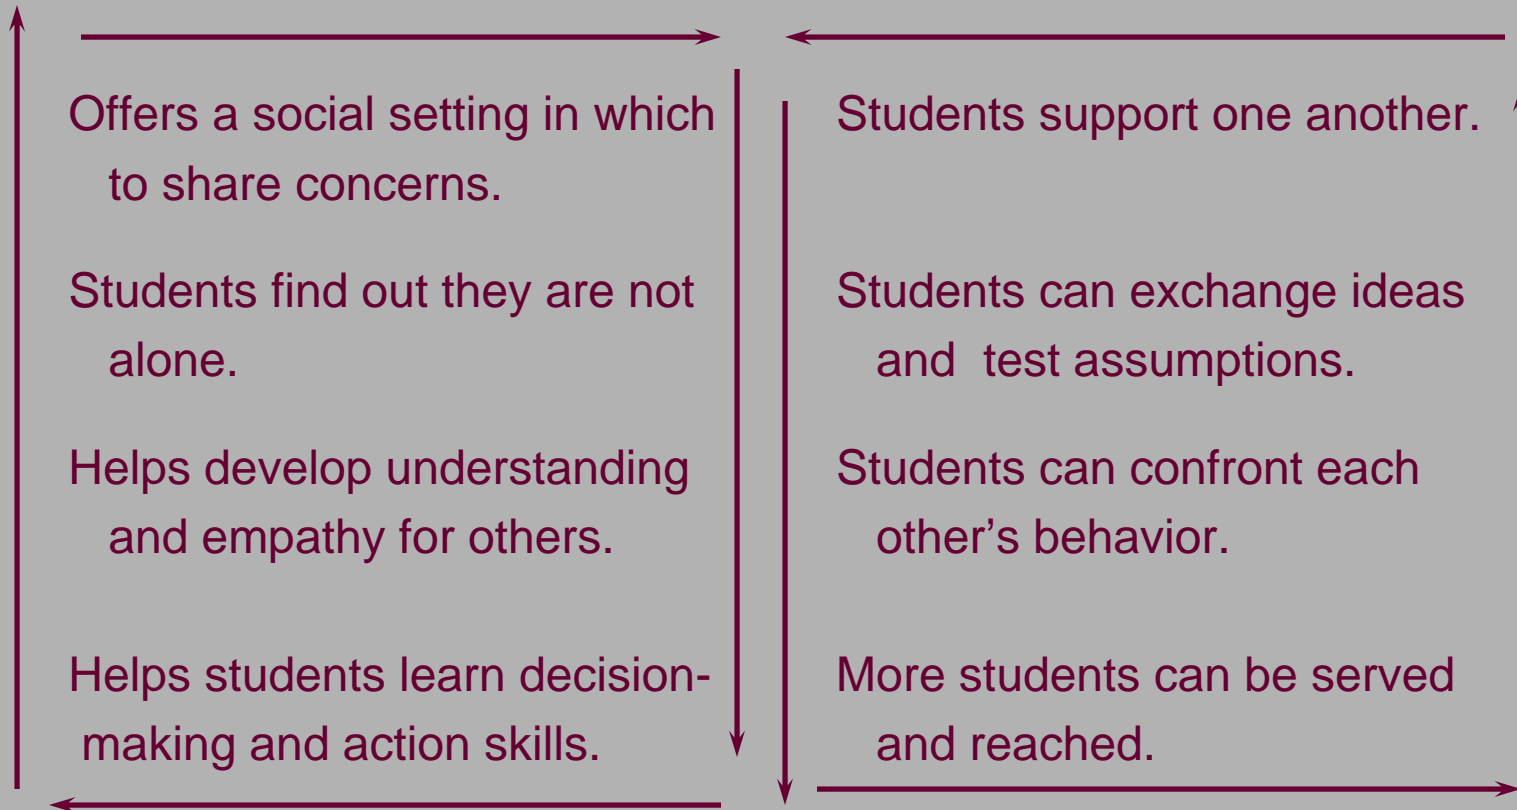 Offers a social setting in which
to share concerns.
Students find out they are not
alone.
Helps develop understanding
and empathy for others.
Helps students learn decision-
making and action skills.
Students support one another.
Students can exchange ideas
and  test assumptions.
Students can confront each
other’s behavior.
More students can be served
and reached.